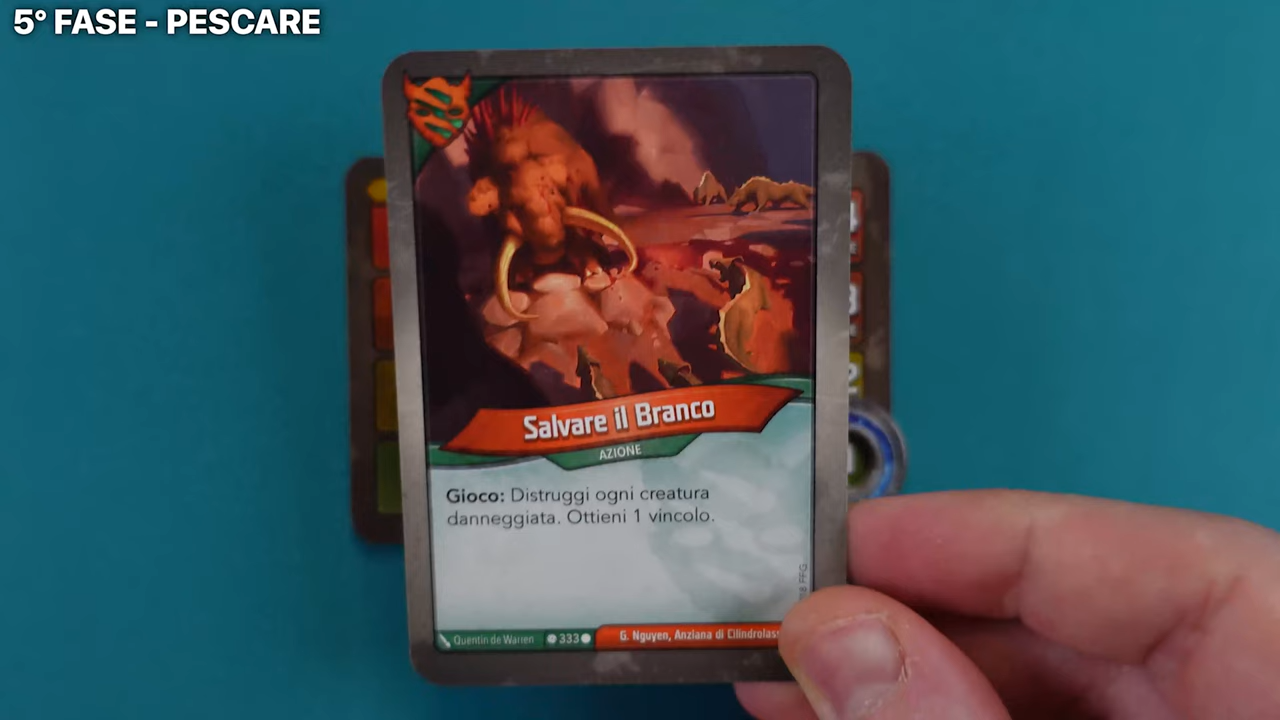 5° FASE - PESCARE
Salvare il Branco
AZIONE
Gioco: Distruggi ogni creatura
danneggiata. Ottieni 1 vincolo.
Quentin de Warren
333
G. Nguyen, Anziana di
FFG